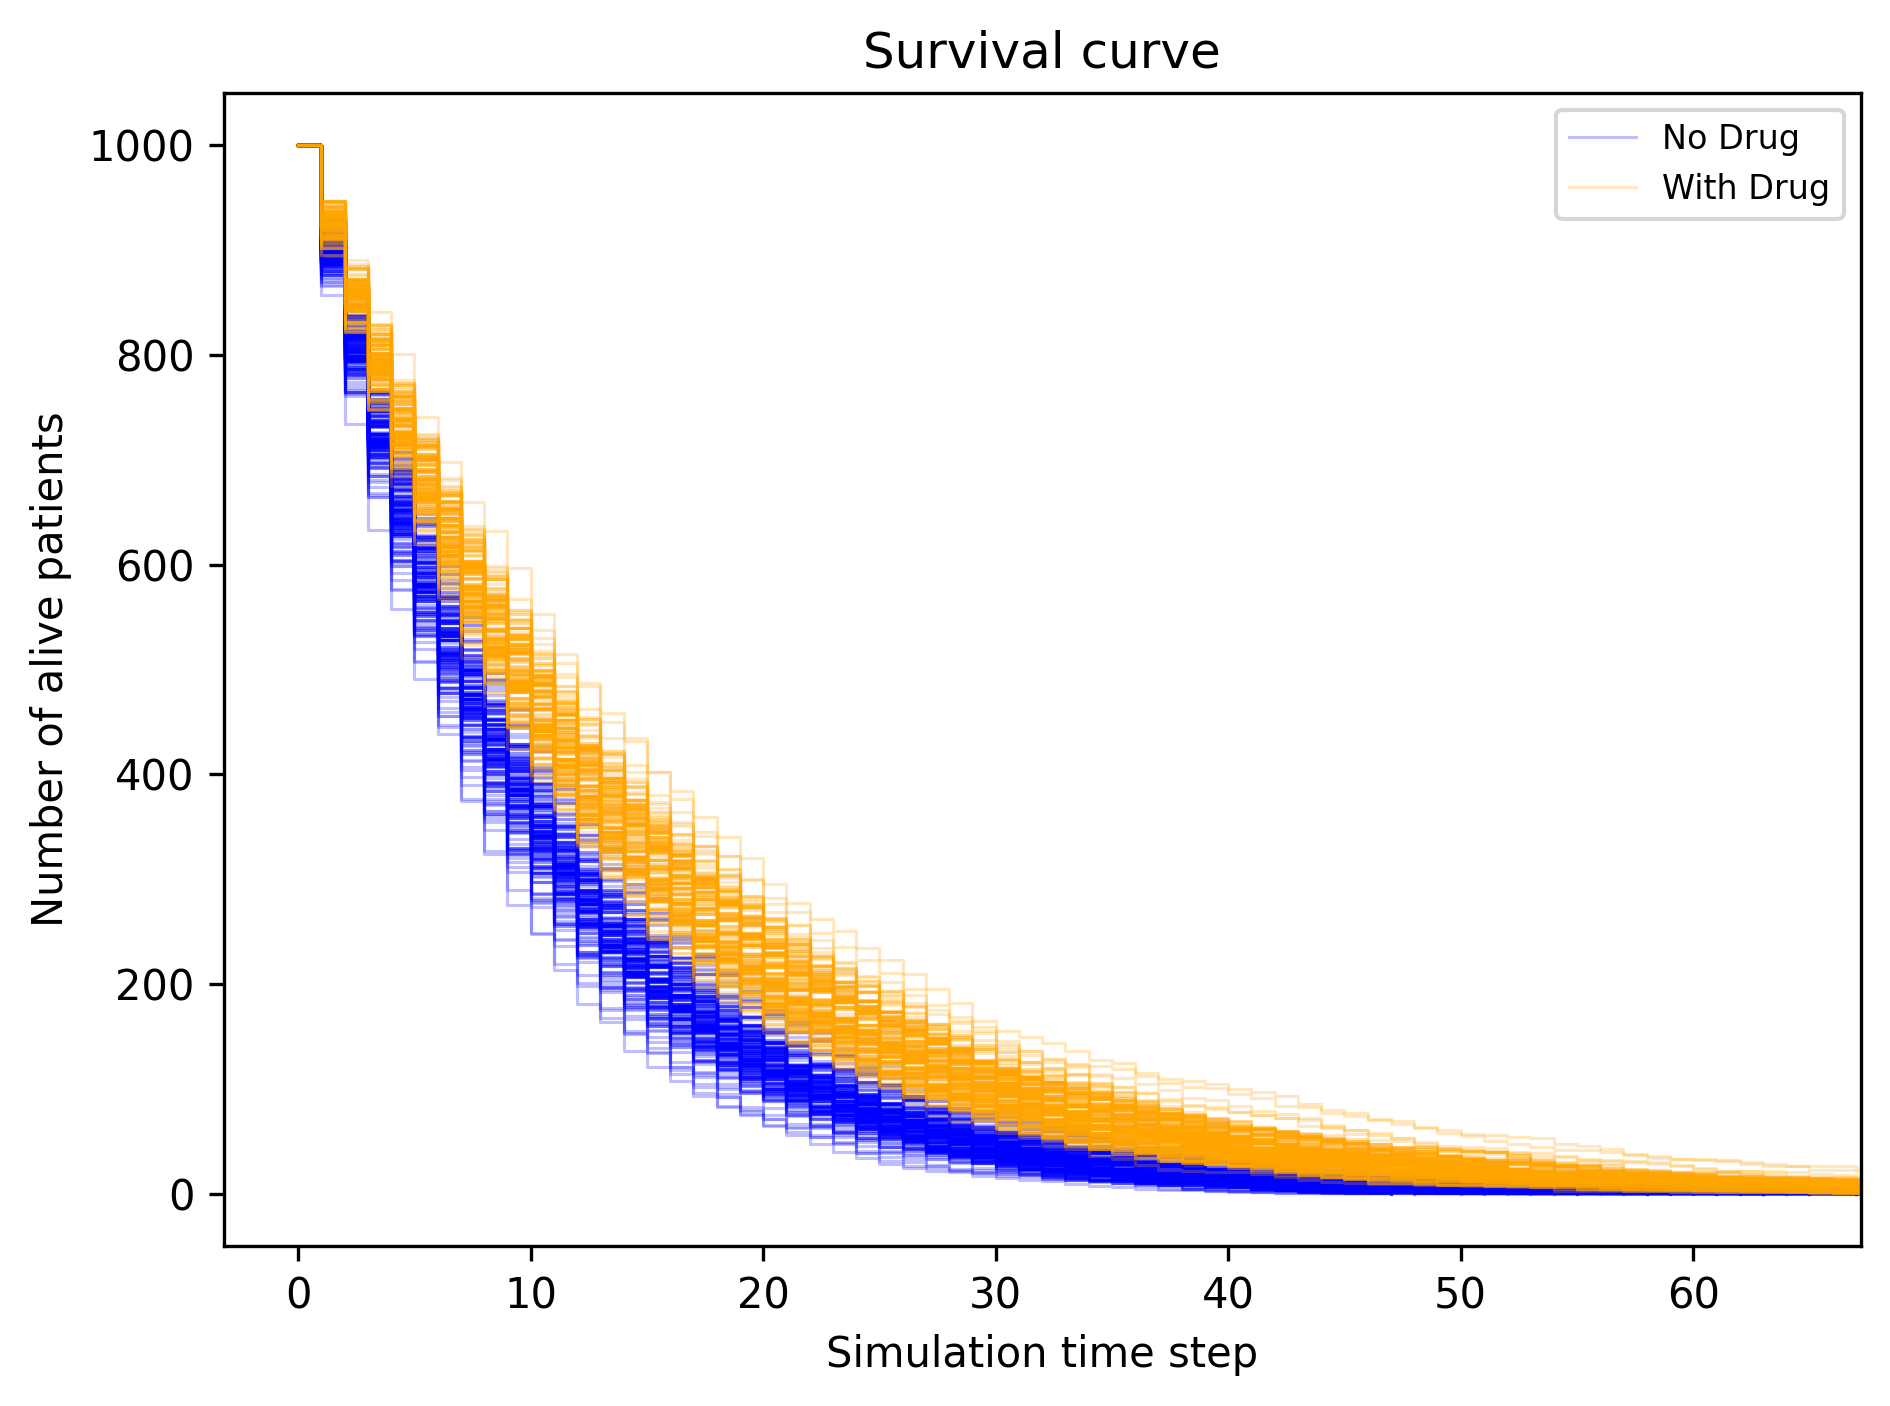 Survival curve
No Drug
With Drug
1000
800
600
400
200
0
Number of alive patients
0 10 20 30 40 50 60
Simulation time step